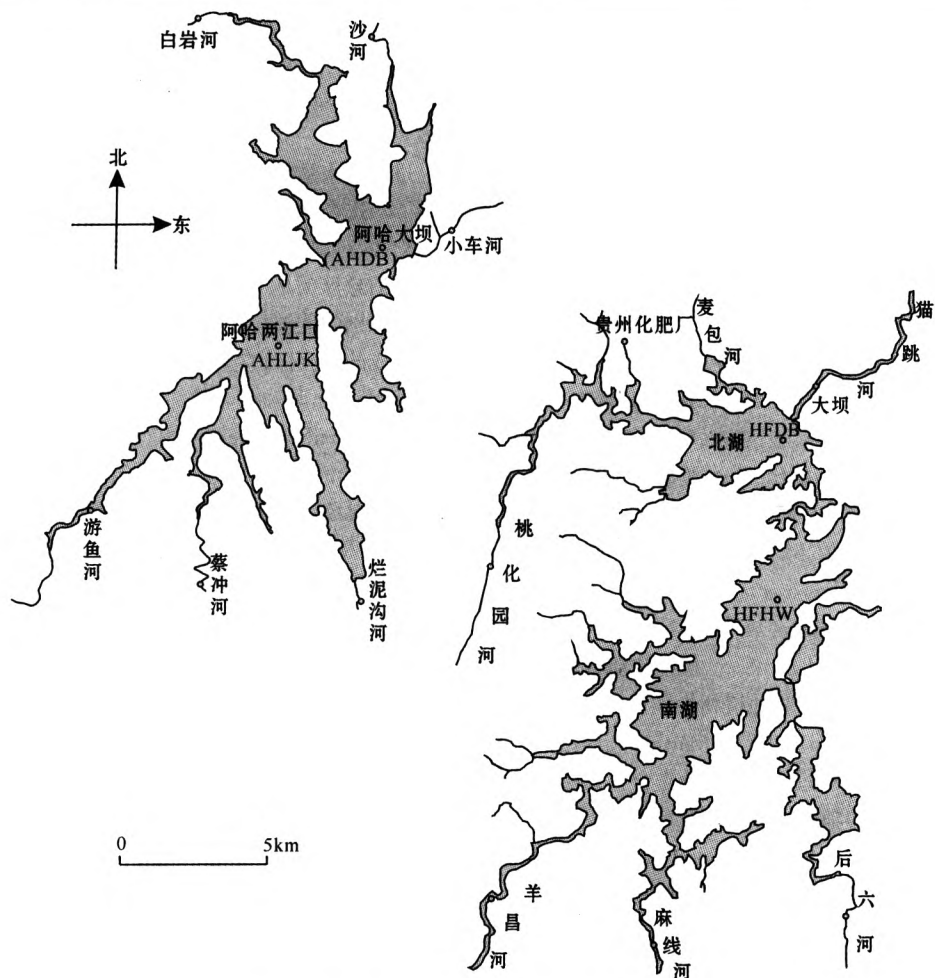 白岩河
沙河
北
东
阿哈大坝
(AHDB)
小车河
阿哈两江口
AHLJK
游鱼河
蔡冲河
烂泥沟河
0
5km
贵州化肥厂
麦包河
猫跳河
大坝
HFDB
北湖
桃化园河
HFHW
南湖
羊昌河
麻线河
后六河